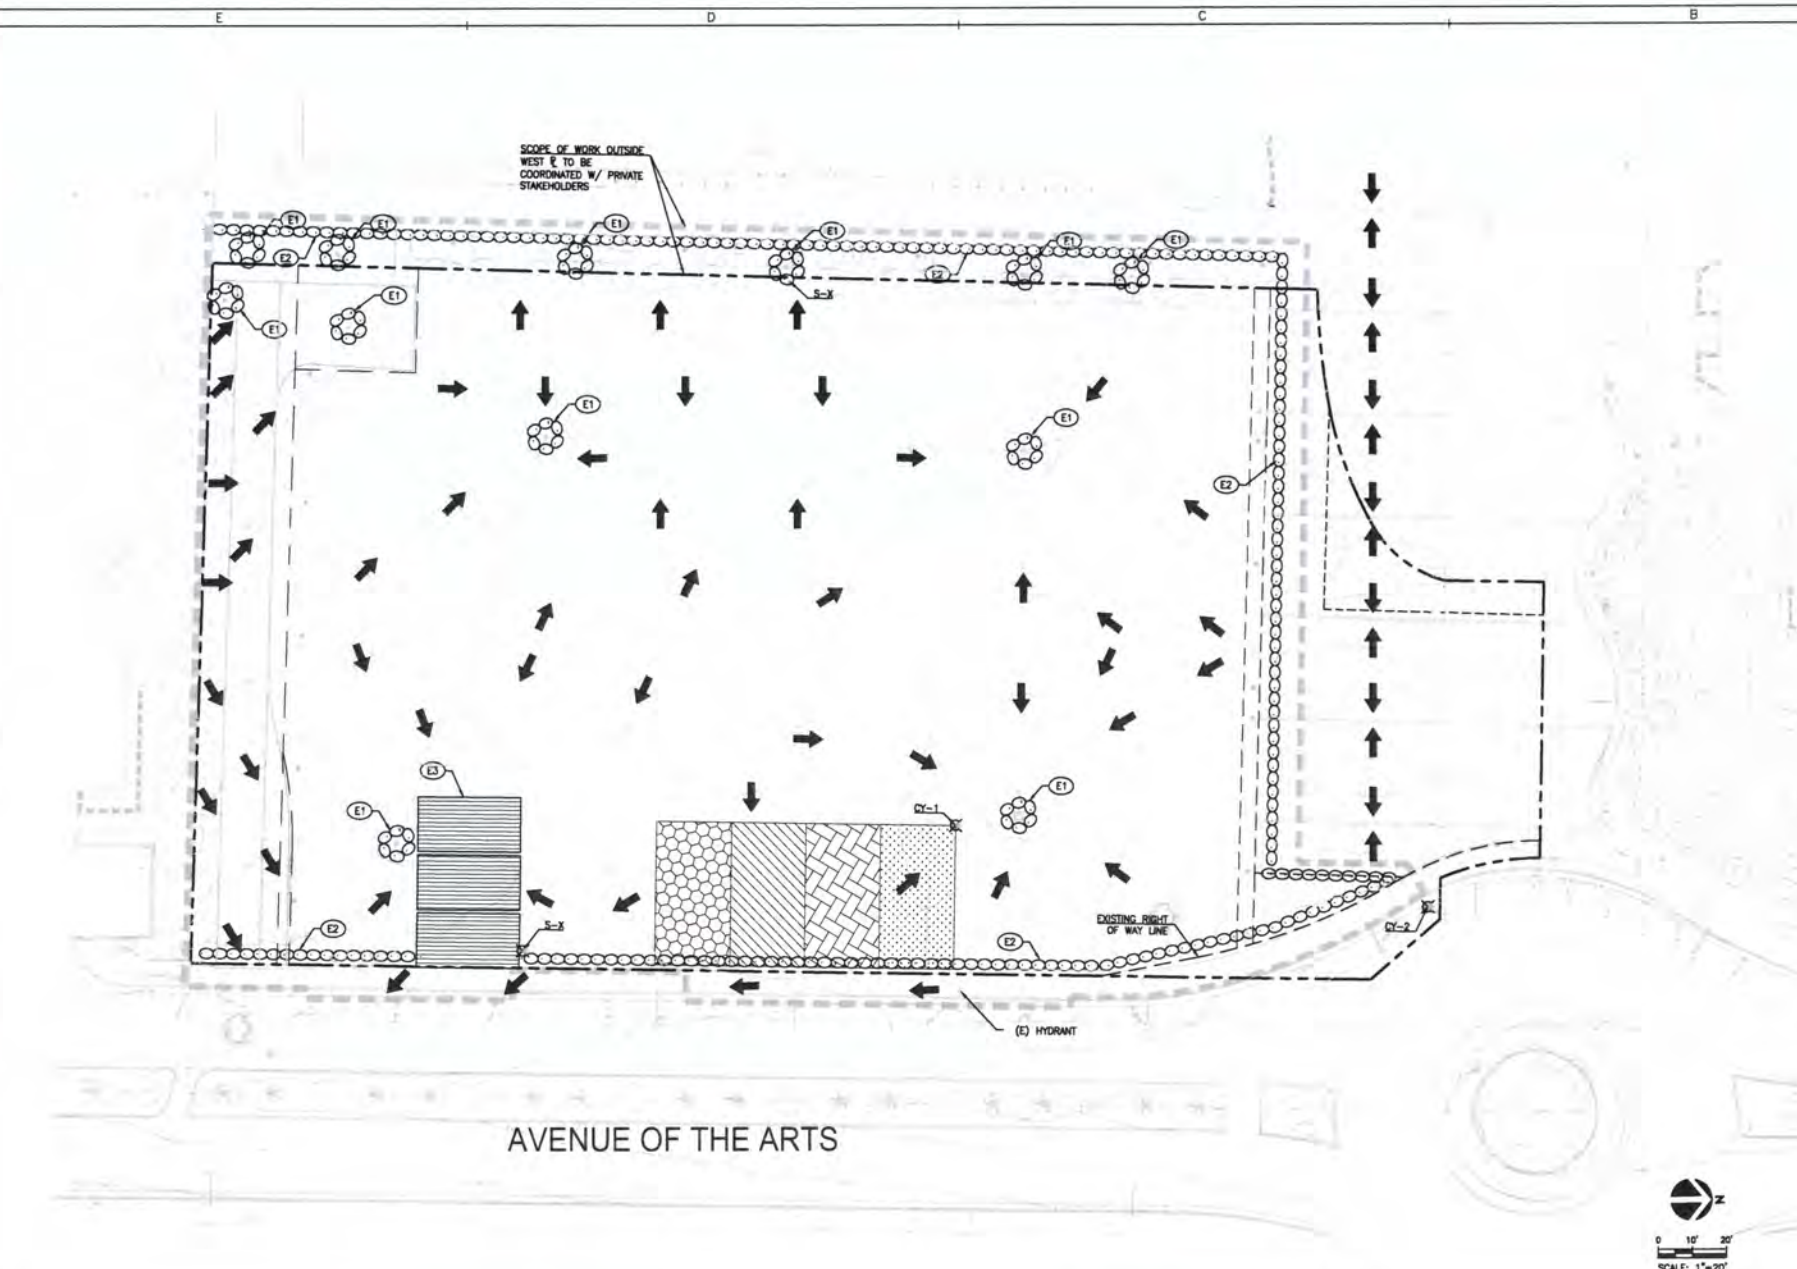 E D C B
SCOPE OF WORK OUTSIDE
WEST ⅊ TO BE
COORDINATED W/ PRIVATE
STAKEHOLDERS
E1 E1 E1 E1 E1 E1
E2 E2
S-X
E1 E1
E1 E1
E2
E3
E1 CY-1 E1
E2 S-X E2
EXISTING RIGHT
OF WAY LINE
CY-2
(E) HYDRANT
AVENUE OF THE ARTS
N
0 10' 20'
SCALE: 1"=20'